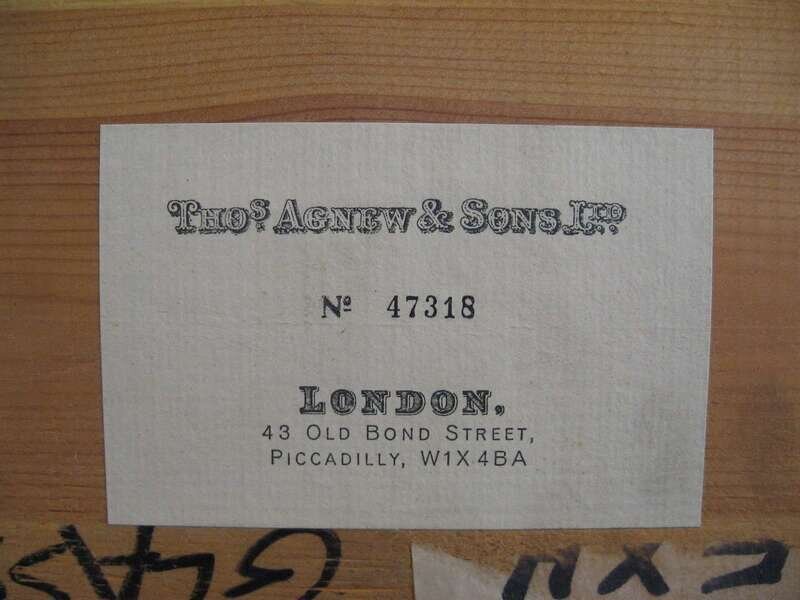 Thos Agnew & Sons Ltd.
No 47318
London,
43 Old Bond Street,
Piccadilly, W1X 4BA